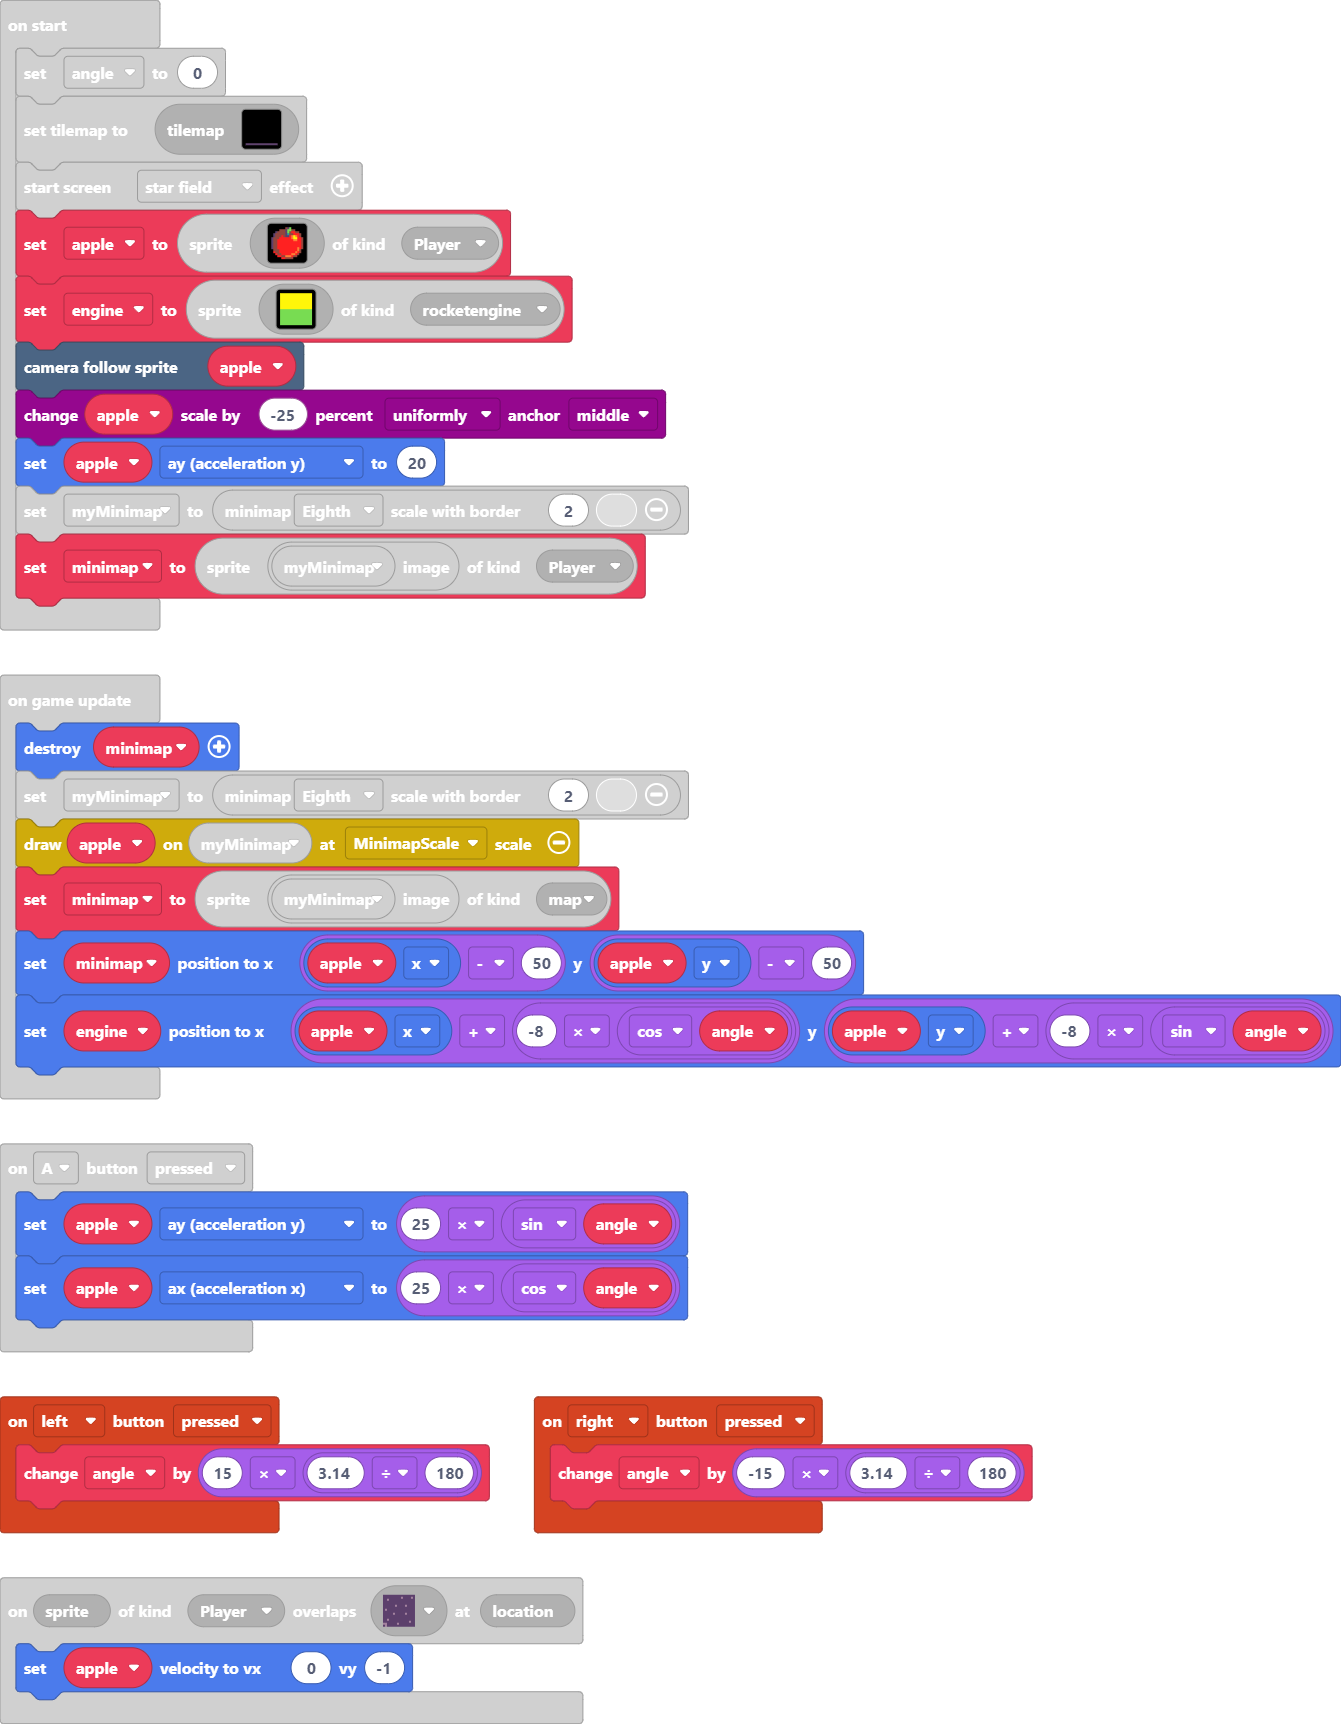 on start
set angle to 0
set tilemap to tilemap
start screen star field effect
set apple to sprite of kind Player
set engine to sprite of kind rocketengine
camera follow sprite apple
change apple scale by -25 percent uniformly anchor middle
set apple ay (acceleration y) to 20
set myMinimap to minimap Eighth scale with border 2
set minimap to sprite myMinimap image of kind Player
on game update
destroy minimap
set myMinimap to minimap Eighth scale with border 2
draw apple on myMinimap at MinimapScale scale
set minimap to sprite myMinimap image of kind map
set minimap position to x apple x - 50 y apple y - 50
set engine position to x apple x + -8 × cos angle y apple y + -8 × sin angle
on A button pressed
set apple ay (acceleration y) to 25 × sin angle
set apple ax (acceleration x) to 25 × cos angle
on left button pressed
change angle by 15 × 3.14 ÷ 180
on right button pressed
change angle by -15 × 3.14 ÷ 180
on sprite of kind Player overlaps at location
set apple velocity to vx 0 vy -1